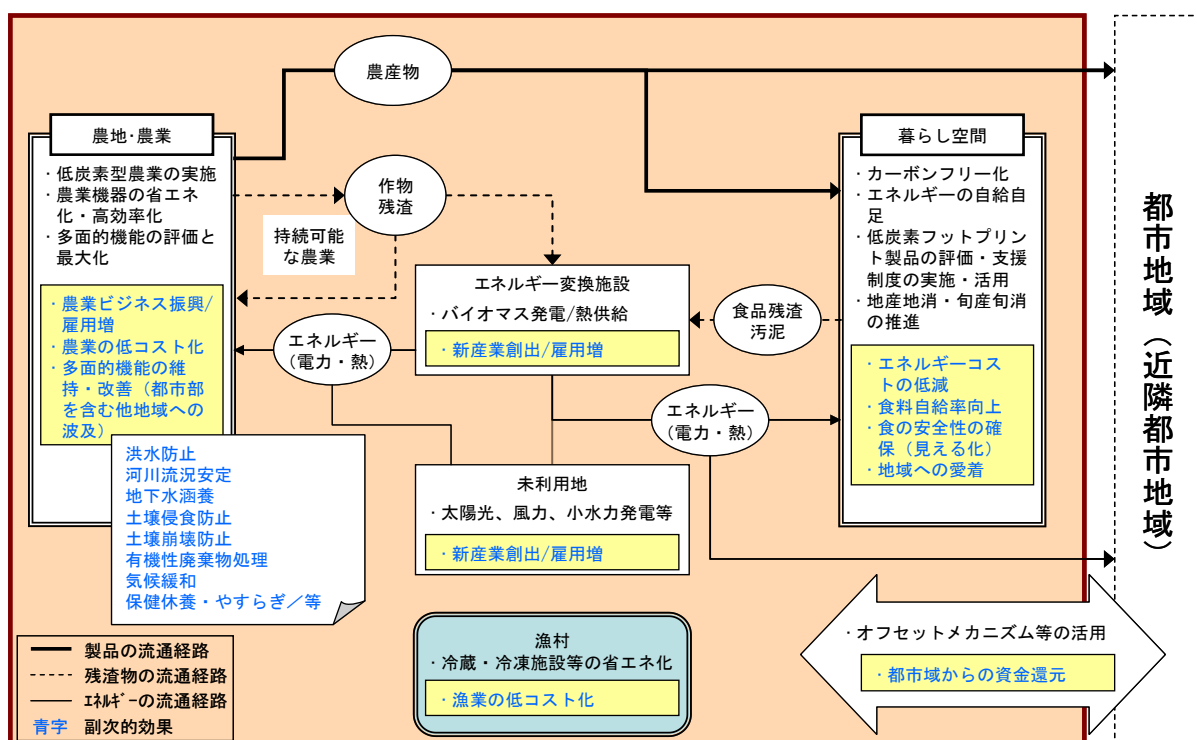 農産物
農地・農業
・低炭素型農業の実施
・農業機器の省エネ
化・高効率化
・多面的機能の評価と
最大化
・農業ビジネス振興/
雇用増
・農業の低コスト化
・多面的機能の維
持・改善（都市部
を含む他地域への
波及）
洪水防止
河川流況安定
地下水涵養
土壌侵食防止
土壌崩壊防止
有機性廃棄物処理
気候緩和
保健休養・やすらぎ／等
作物
残渣
持続可能
な農業
エネルギー変換施設
・バイオマス発電/熱供給
・新産業創出/雇用増
エネルギー
(電力・熱)
食品残渣
汚泥
エネルギー
(電力・熱)
未利用地
・太陽光、風力、小水力発電等
・新産業創出/雇用増
暮らし空間
・カーボンフリー化
・エネルギーの自給自
足
・低炭素フットプリン
ト製品の評価・支援
制度の実施・活用
・地産地消・旬産旬消
の推進
・エネルギーコス
トの低減
・食料自給率向上
・食の安全性の確
保（見える化）
・地域への愛着
都市地域（近隣都市地域）
漁村
・冷蔵・冷凍施設等の省エネ化
・漁業の低コスト化
・オフセットメカニズム等の活用
・都市域からの資金還元
製品の流通経路
残渣物の流通経路
ｴﾈﾙｷﾞｰの流通経路
青字 副次的効果